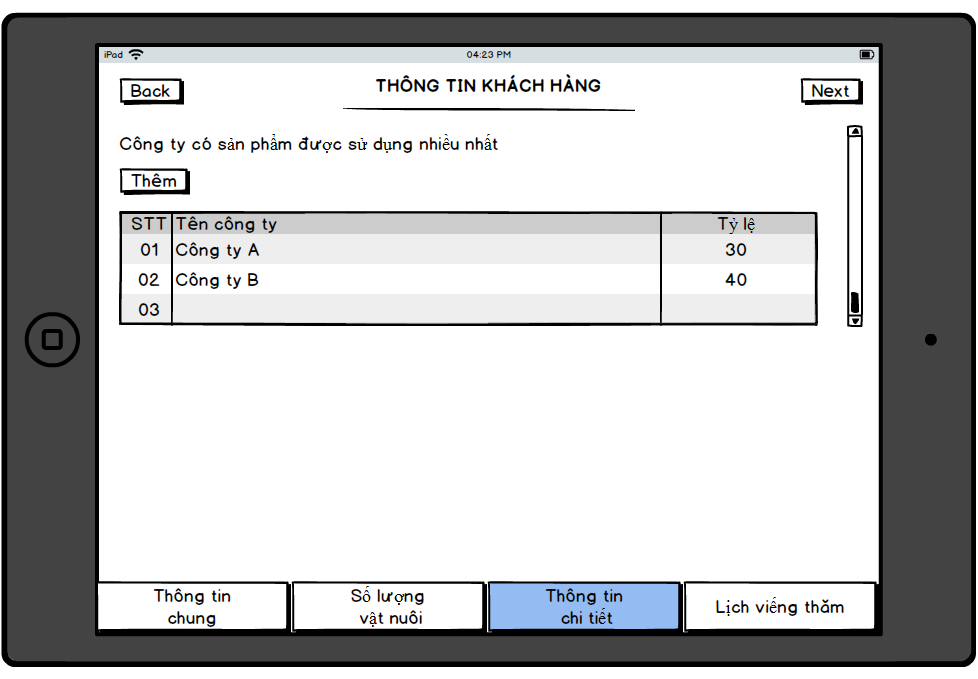 iPad 04:23 PM
Back THÔNG TIN KHÁCH HÀNG Next
Công ty có sản phẩm được sử dụng nhiều nhất
Thêm
STT Tên công ty Tỷ lệ
01 Công ty A 30
02 Công ty B 40
03
Thông tin chung
Số lượng vật nuôi
Thông tin chi tiết
Lịch viếng thăm